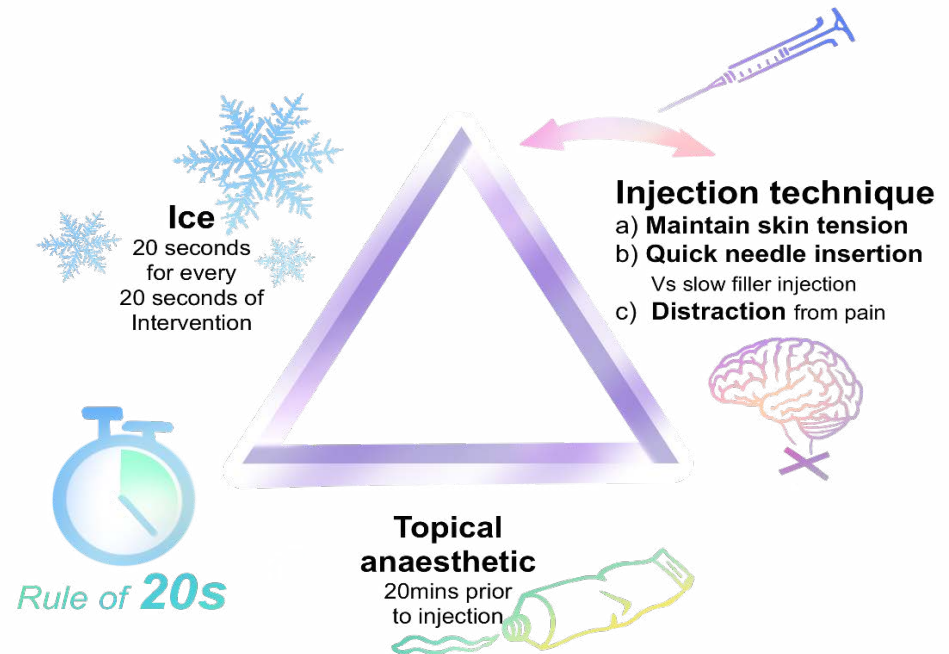 Ice
20 seconds
for every
20 seconds of
Intervention
Injection technique
a) Maintain skin tension
b) Quick needle insertion
Vs slow filler injection
c) Distraction from pain
Rule of 20s
Topical
anaesthetic
20mins prior
to injection